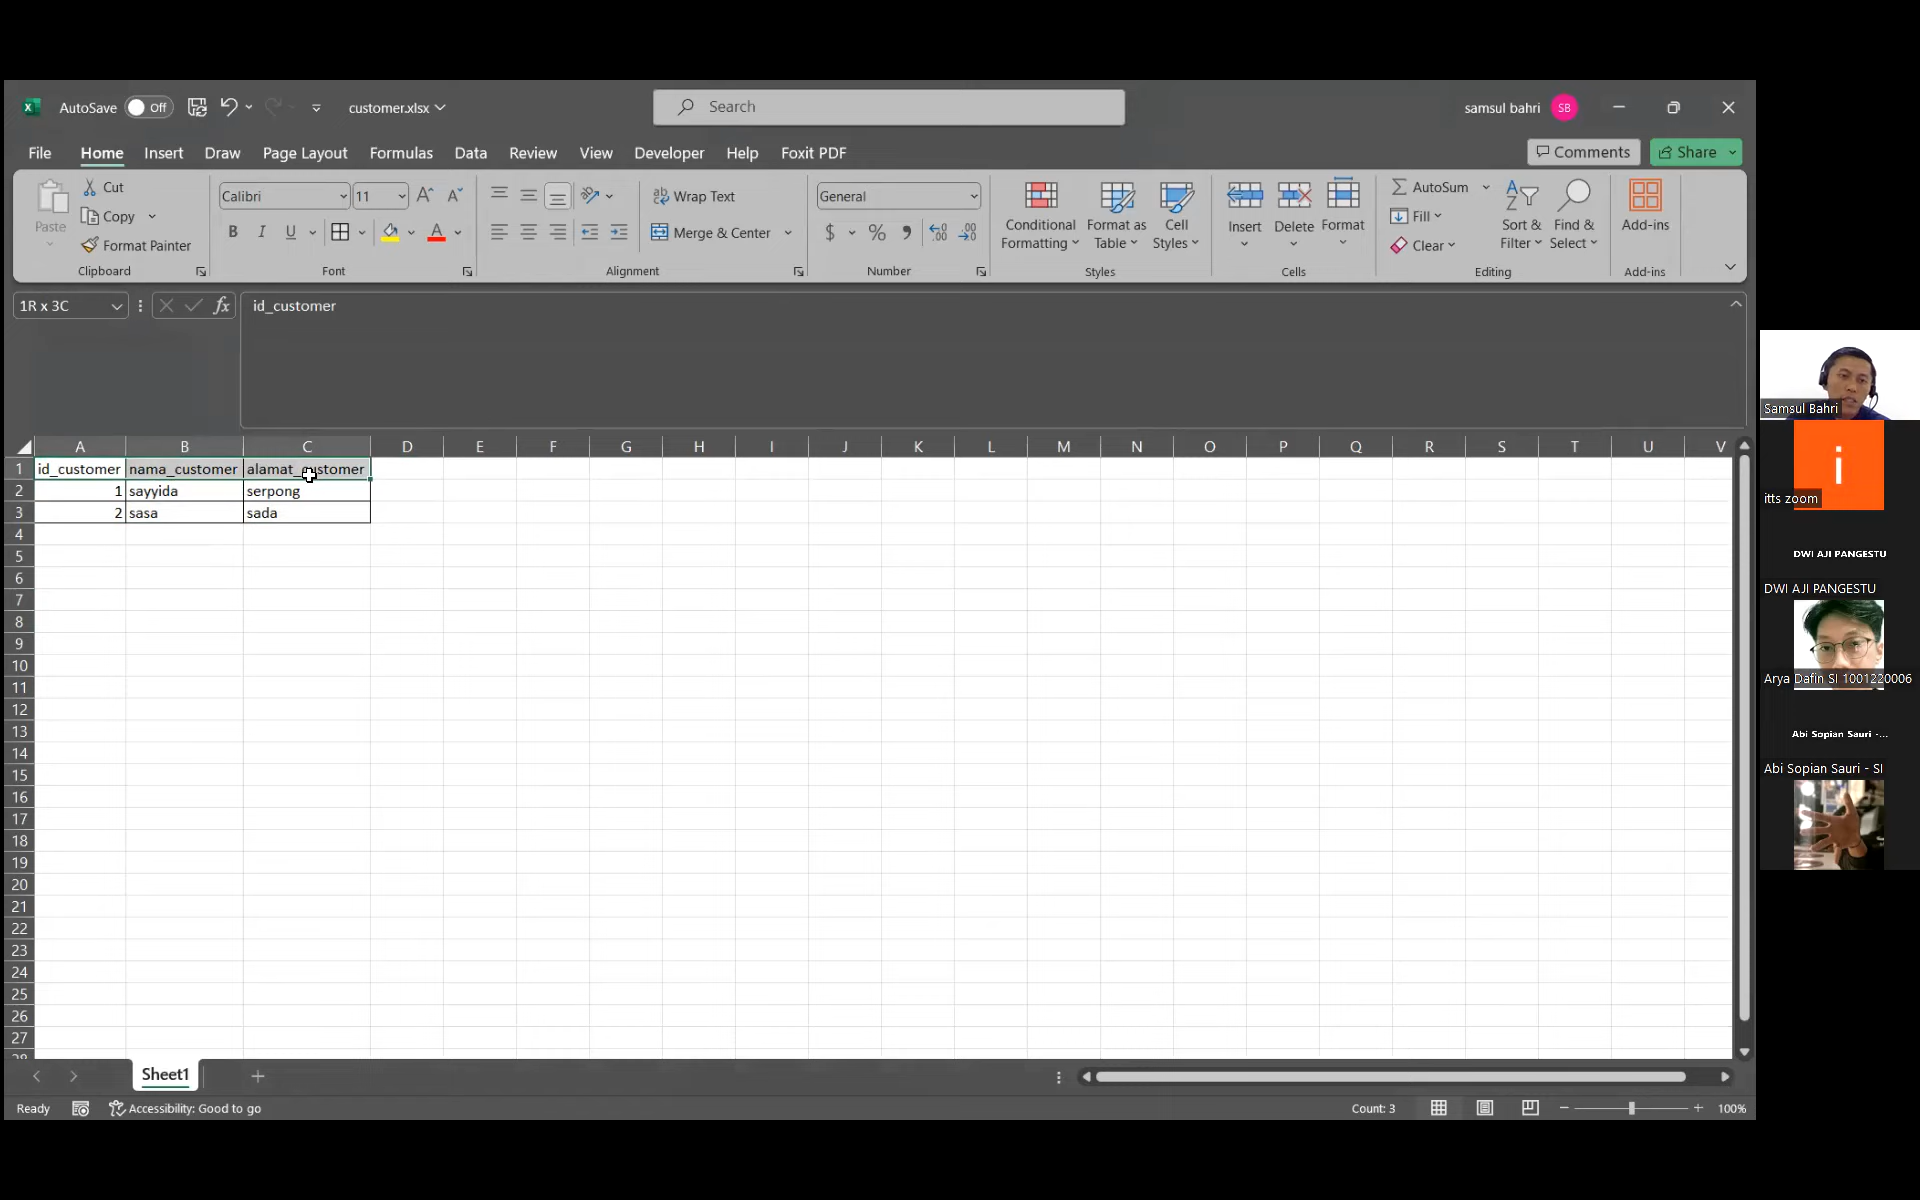 AutoSave Off customer.xlsx Search samsul bahri SB
File Home Insert Draw Page Layout Formulas Data Review View Developer Help Foxit PDF Comments Share
Paste Cut Copy Format Painter Clipboard
Calibri 11 B I U A Font
Wrap Text Merge & Center Alignment
General $ % Number
Conditional Formatting Format as Table Cell Styles Styles
Insert Delete Format Cells
AutoSum Fill Clear Sort & Filter Find & Select Editing
Add-ins Add-ins
1R x 3C fx id_customer
A B C D E F G H I J K L M N O P Q R S T U V
1 id_customer nama_customer alamat_customer
2 1 sayyida serpong
3 2 sasa sada
4
5
6
7
8
9
10
11
12
13
14
15
16
17
18
19
20
21
22
23
24
25
26
27
28
Sheet1
Ready Accessibility: Good to go Count: 3 100%
Samsul Bahri
i
itts zoom
DWI AJI PANGESTU
DWI AJI PANGESTU
Arya Dafin SI 1001220006
Abi Sopian Sauri -...
Abi Sopian Sauri - SI